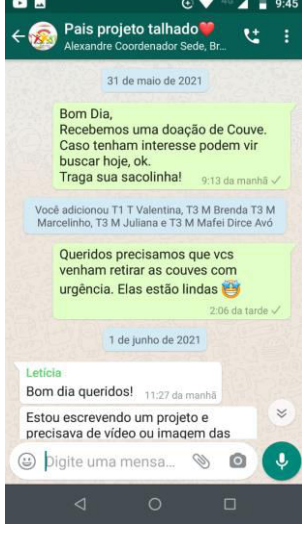 4G 9:45
Pais projeto talhado❤️
Alexandre Coordenador Sede, Br...
31 de maio de 2021
Bom Dia,
Recebemos uma doação de Couve.
Caso tenham interesse podem vir
buscar hoje, ok.
Traga sua sacolinha! 9:13 da manhã
Você adicionou T1 T Valentina, T3 M Brenda T3 M
Marcelinho, T3 M Juliana e T3 M Mafei Dirce Avó
Queridos precisamos que vcs
venham retirar as couves com
urgência. Elas estão lindas 🤩
2:06 da tarde
1 de junho de 2021
Letícia
Bom dia queridos! 11:27 da manhã
Estou escrevendo um projeto e
precisava de vídeo ou imagem das
Digite uma mensa...